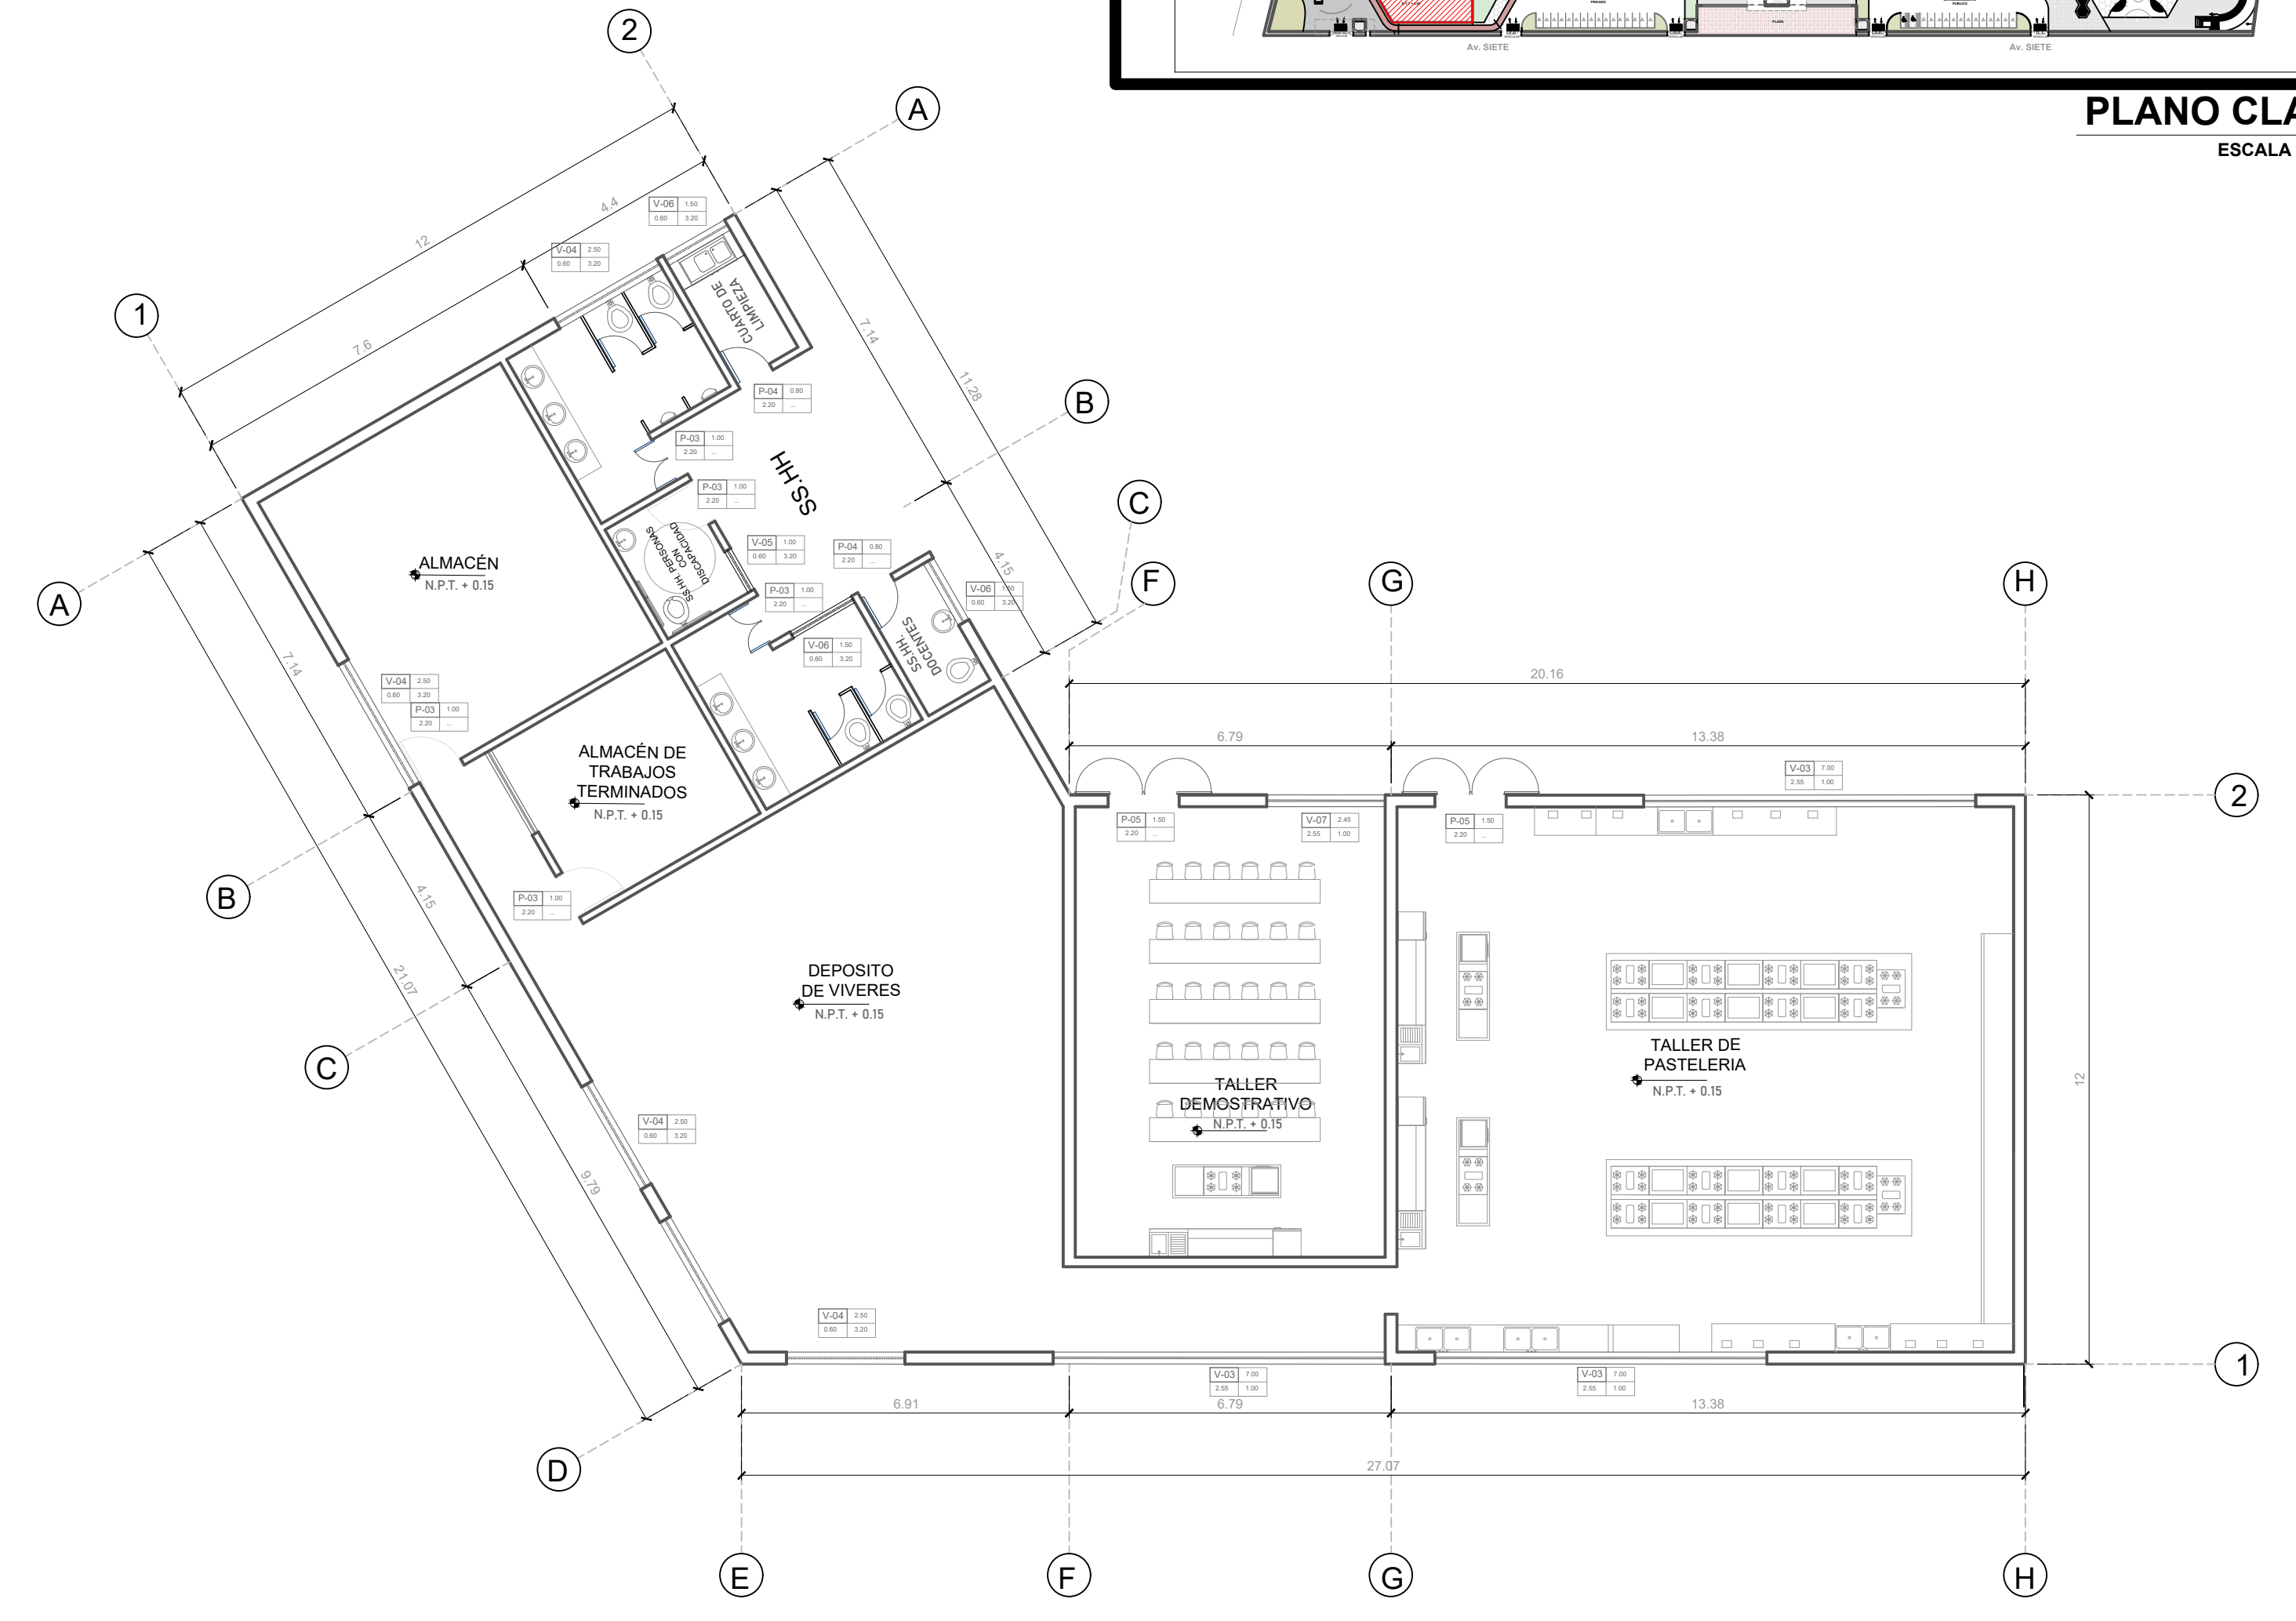 Av. SIETE
Av. SIETE
PLAZA
PLANO CLA
ESCALA
2
A
V-06 1.50
0.60 3.20
4.4
12
V-04 2.50
0.60 3.20
1
7.6
CUARTO DE
LIMPIEZA
7.14
11.28
P-04 0.80
2.20 ...
B
P-03 1.00
2.20 ...
SS.HH
P-03 1.00
2.20 ...
C
SS.HH. PERSONAS
CON
DISCAPACIDAD
V-05 1.00
0.60 3.20
P-04 0.80
2.20 ...
4.15
ALMACÉN
N.P.T. + 0.15
F
G
H
A
P-03 1.00
2.20 ...
V-06 1.50
0.60 3.20
SS.HH.
DOCENTES
V-06 1.50
0.60 3.20
7.14
V-04 2.50
0.60 3.20
P-03 1.00
2.20 ...
20.16
6.79
13.38
ALMACÉN DE
TRABAJOS
TERMINADOS
N.P.T. + 0.15
V-03 7.00
2.55 1.00
2
P-05 1.50
2.20 ...
V-07 2.45
2.55 1.00
P-05 1.50
2.20 ...
B
4.15
P-03 1.00
2.20 ...
21.07
DEPOSITO
DE VIVERES
N.P.T. + 0.15
C
TALLER DE
PASTELERIA
N.P.T. + 0.15
12
TALLER
DEMOSTRATIVO
N.P.T. + 0.15
V-04 2.50
0.60 3.20
9.79
V-04 2.50
0.60 3.20
1
V-03 7.00
2.55 1.00
V-03 7.00
2.55 1.00
6.91
6.79
13.38
D
27.07
E
F
G
H